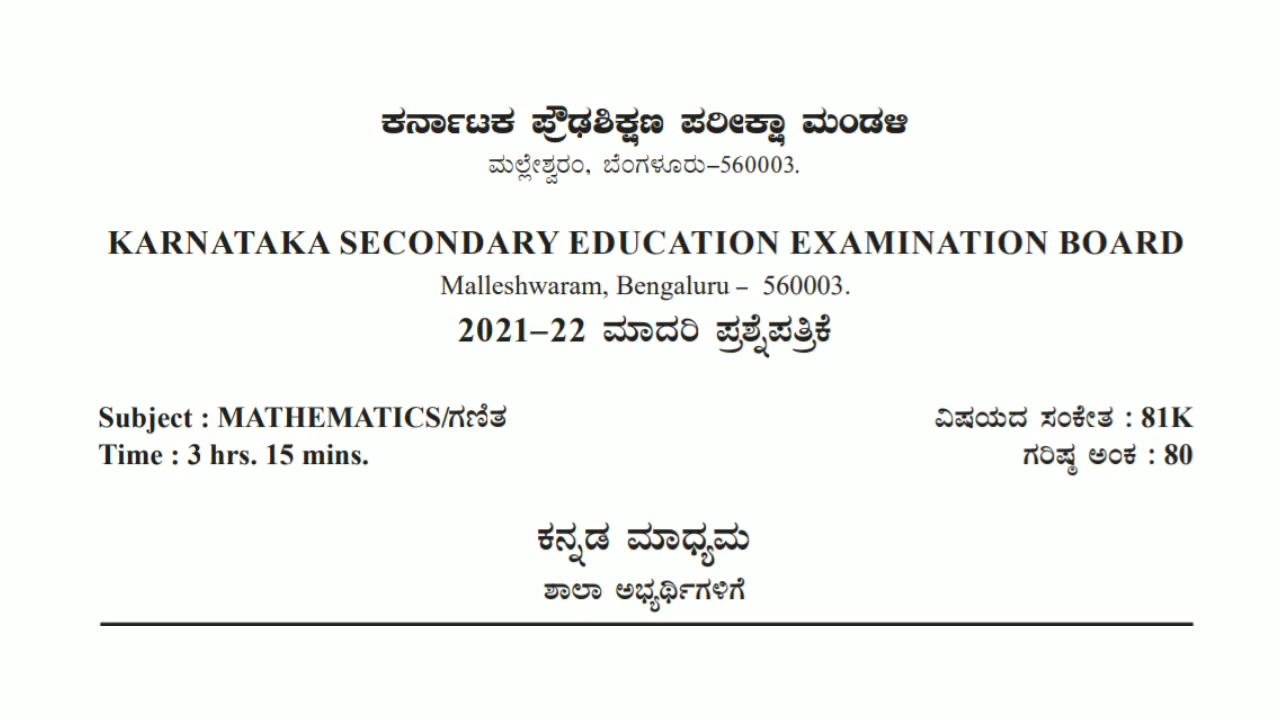 ಕರ್ನಾಟಕ ಪ್ರೌಢಶಿಕ್ಷಣ ಪರೀಕ್ಷಾ ಮಂಡಳಿ
ಮಲ್ಲೇಶ್ವರಂ, ಬೆಂಗಳೂರು–560003.
KARNATAKA SECONDARY EDUCATION EXAMINATION BOARD
Malleshwaram, Bengaluru – 560003.
2021–22 ಮಾದರಿ ಪ್ರಶ್ನೆಪತ್ರಿಕೆ
Subject : MATHEMATICS/ಗಣಿತ ವಿಷಯದ ಸಂಕೇತ : 81K
Time : 3 hrs. 15 mins. ಗರಿಷ್ಠ ಅಂಕ : 80
ಕನ್ನಡ ಮಾಧ್ಯಮ
ಶಾಲಾ ಅಭ್ಯರ್ಥಿಗಳಿಗೆ